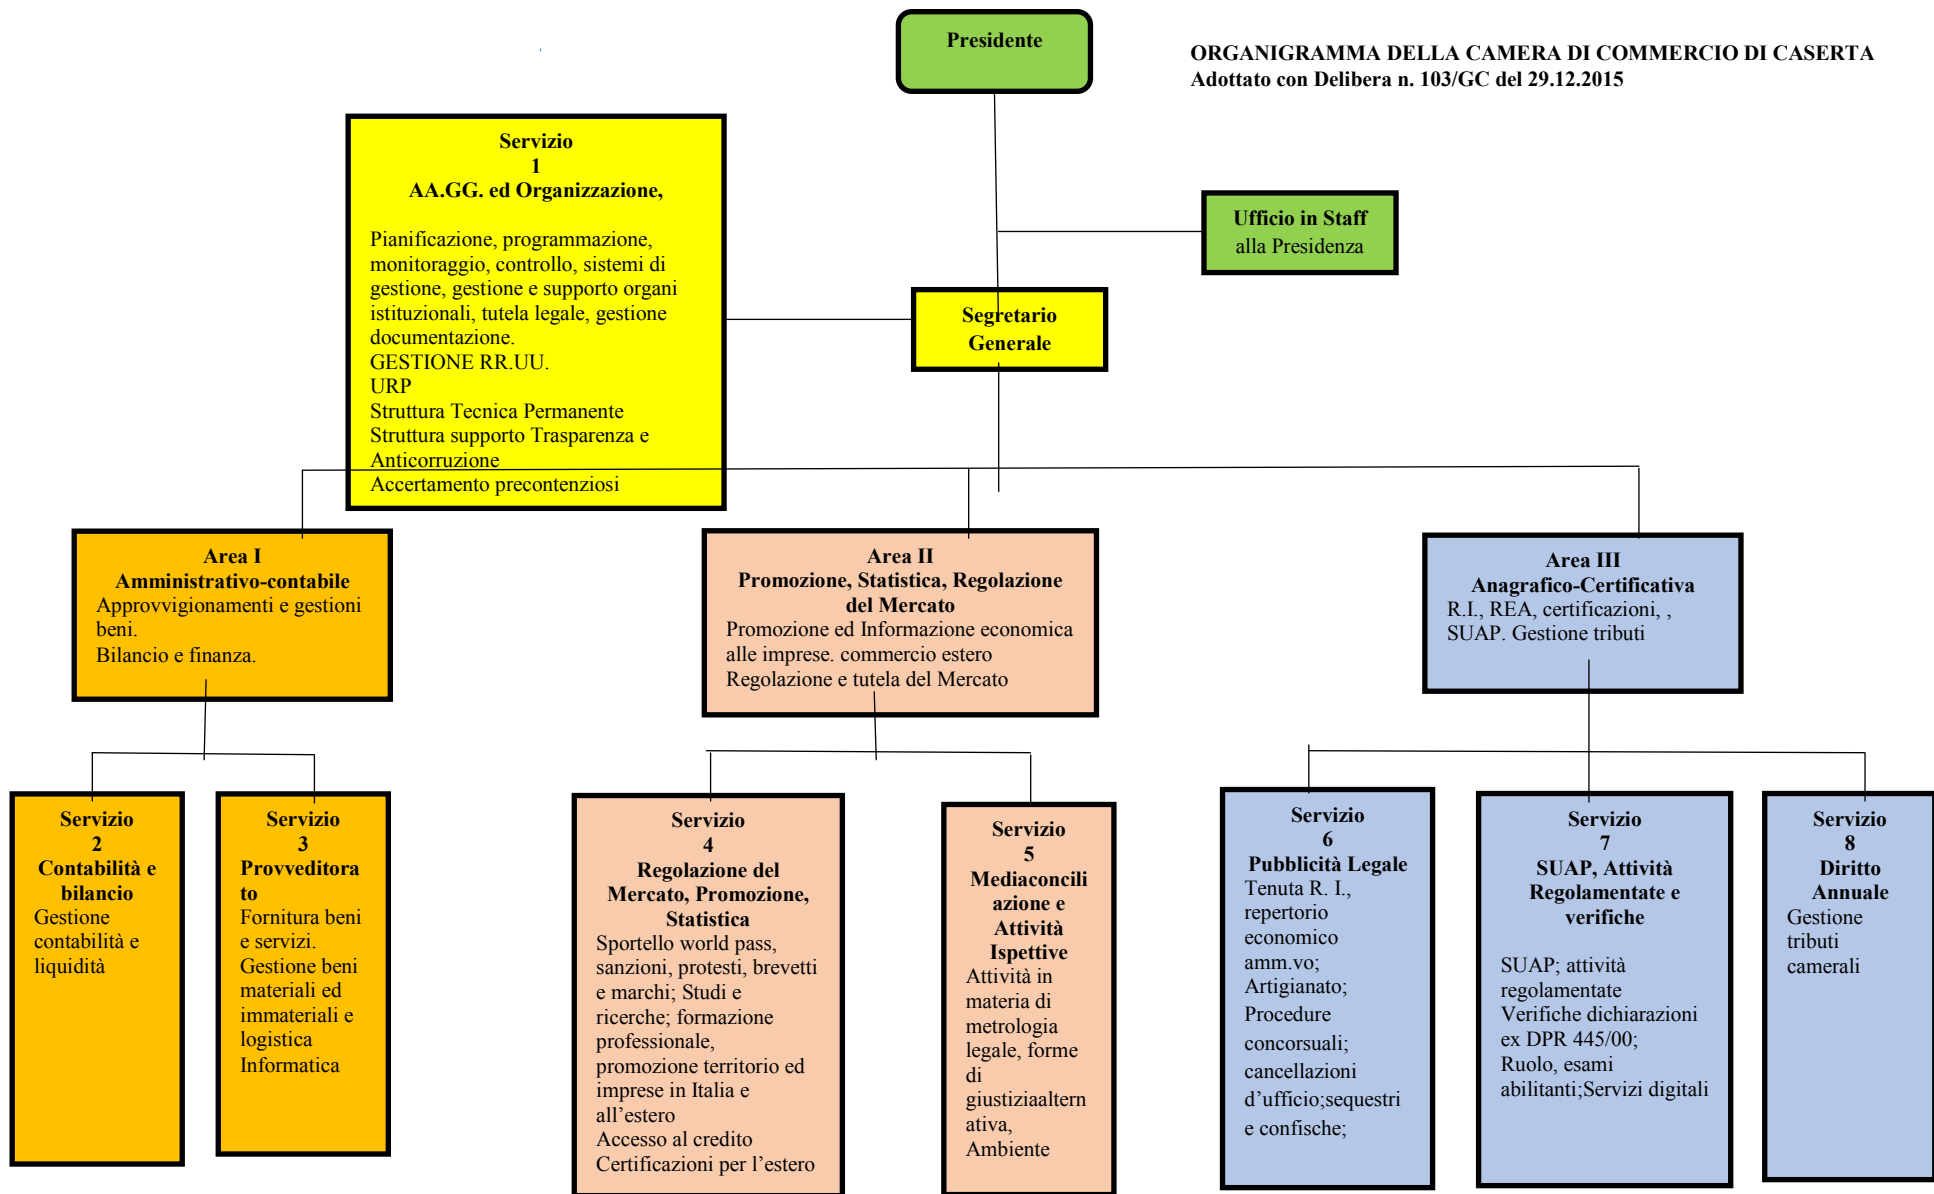 Presidente
ORGANIGRAMMA DELLA CAMERA DI COMMERCIO DI CASERTA
Adottato con Delibera n. 103/GC del 29.12.2015
Servizio
1
AA.GG. ed Organizzazione,
Pianificazione, programmazione,
monitoraggio, controllo, sistemi di
gestione, gestione e supporto organi
istituzionali, tutela legale, gestione
documentazione.
GESTIONE RR.UU.
URP
Struttura Tecnica Permanente
Struttura supporto Trasparenza e
Anticorruzione
Accertamento precontenziosi
Ufficio in Staff
alla Presidenza
Segretario
Generale
Area I
Amministrativo-contabile
Approvvigionamenti e gestioni
beni.
Bilancio e finanza.
Area II
Promozione, Statistica, Regolazione
del Mercato
Promozione ed Informazione economica
alle imprese. commercio estero
Regolazione e tutela del Mercato
Area III
Anagrafico-Certificativa
R.I., REA, certificazioni, ,
SUAP. Gestione tributi
Servizio
2
Contabilità e
bilancio
Gestione
contabilità e
liquidità
Servizio
3
Provveditora
to
Fornitura beni
e servizi.
Gestione beni
materiali ed
immateriali e
logistica
Informatica
Servizio
4
Regolazione del
Mercato, Promozione,
Statistica
Sportello world pass,
sanzioni, protesti, brevetti
e marchi; Studi e
ricerche; formazione
professionale,
promozione territorio ed
imprese in Italia e
all’estero
Accesso al credito
Certificazioni per l’estero
Servizio
5
Mediaconcili
azione e
Attività
Ispettive
Attività in
materia di
metrologia
legale, forme
di
giustiziaaltern
ativa,
Ambiente
Servizio
6
Pubblicità Legale
Tenuta R. I.,
repertorio
economico
amm.vo;
Artigianato;
Procedure
concorsuali;
cancellazioni
d’ufficio;sequestri
e confische;
Servizio
7
SUAP, Attività
Regolamentate e
verifiche
SUAP; attività
regolamentate
Verifiche dichiarazioni
ex DPR 445/00;
Ruolo, esami
abilitanti;Servizi digitali
Servizio
8
Diritto
Annuale
Gestione
tributi
camerali